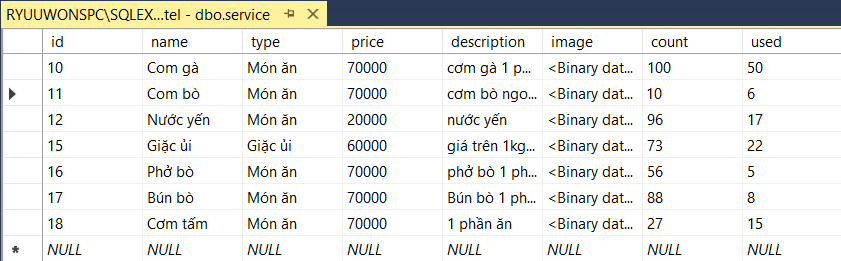 RYUUWONSPC\SQLEX...tel - dbo.service
id name type price description image count used
10 Com gà Món ăn 70000 cơm gà 1 p... <Binary dat... 100 50
11 Com bò Món ăn 70000 cơm bò ngo... <Binary dat... 10 6
12 Nước yến Món ăn 20000 nước yến <Binary dat... 96 17
15 Giặc ủi Giặc ủi 60000 giá trên 1kg... <Binary dat... 73 22
16 Phở bò Món ăn 70000 phở bò 1 ph... <Binary dat... 56 5
17 Bún bò Món ăn 70000 Bún bò 1 ph... <Binary dat... 88 8
18 Cơm tấm Món ăn 70000 1 phần ăn <Binary dat... 27 15
NULL NULL NULL NULL NULL NULL NULL NULL